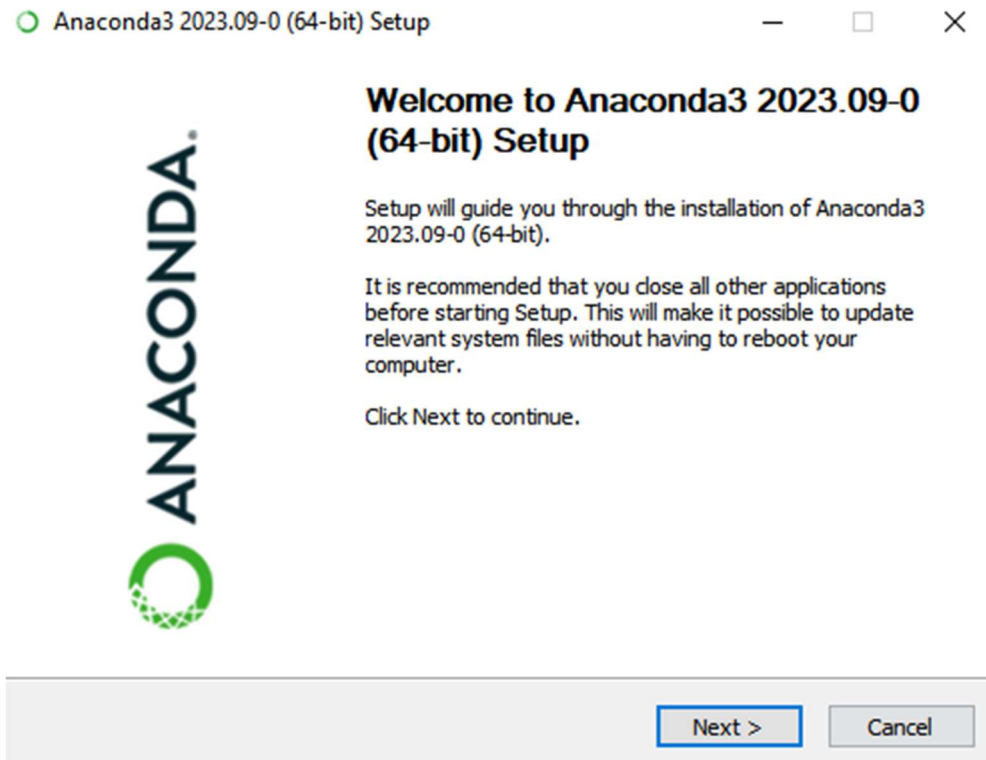 Anaconda3 2023.09-0 (64-bit) Setup
Welcome to Anaconda3 2023.09-0
(64-bit) Setup
Setup will guide you through the installation of Anaconda3
2023.09-0 (64-bit).
It is recommended that you close all other applications
before starting Setup. This will make it possible to update
relevant system files without having to reboot your
computer.
Click Next to continue.
ANACONDA.
Next >
Cancel